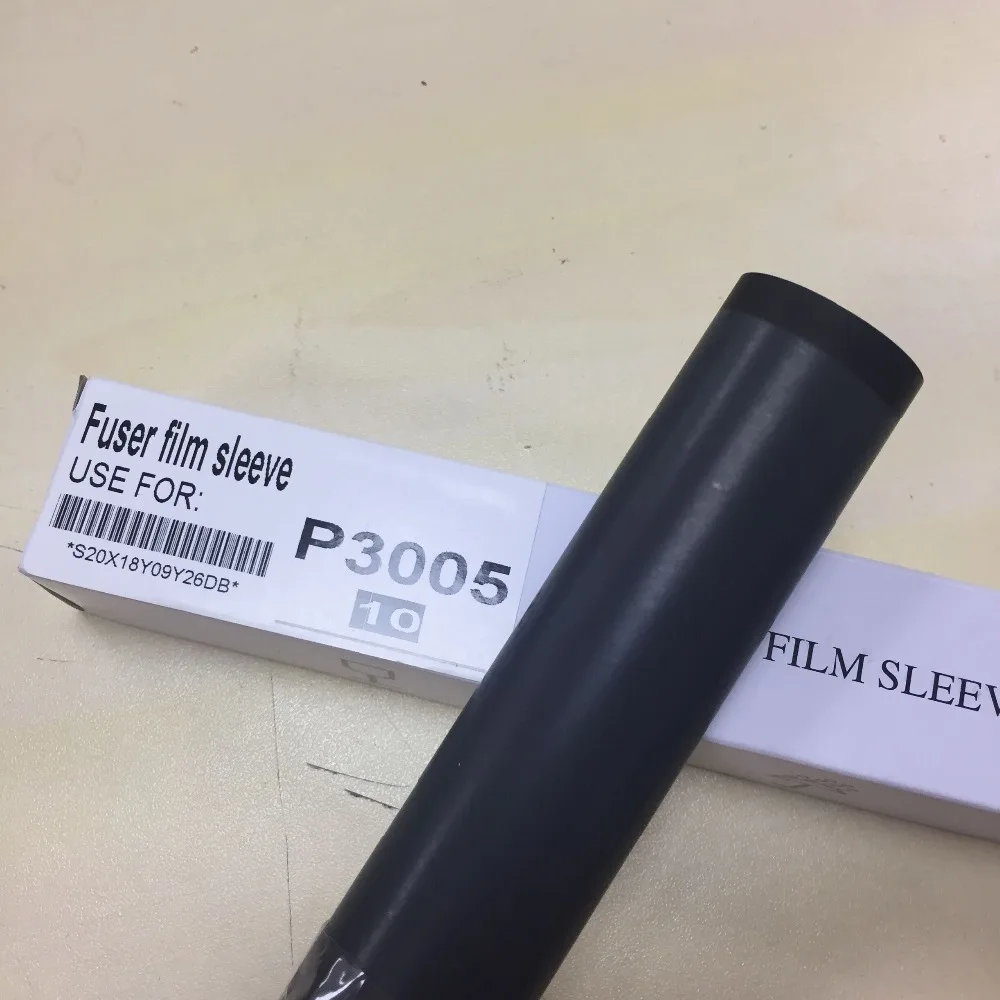 Fuser film sleeve
USE FOR:
*S20X18Y09Y26DB*
P3005
10
FILM SLEEV